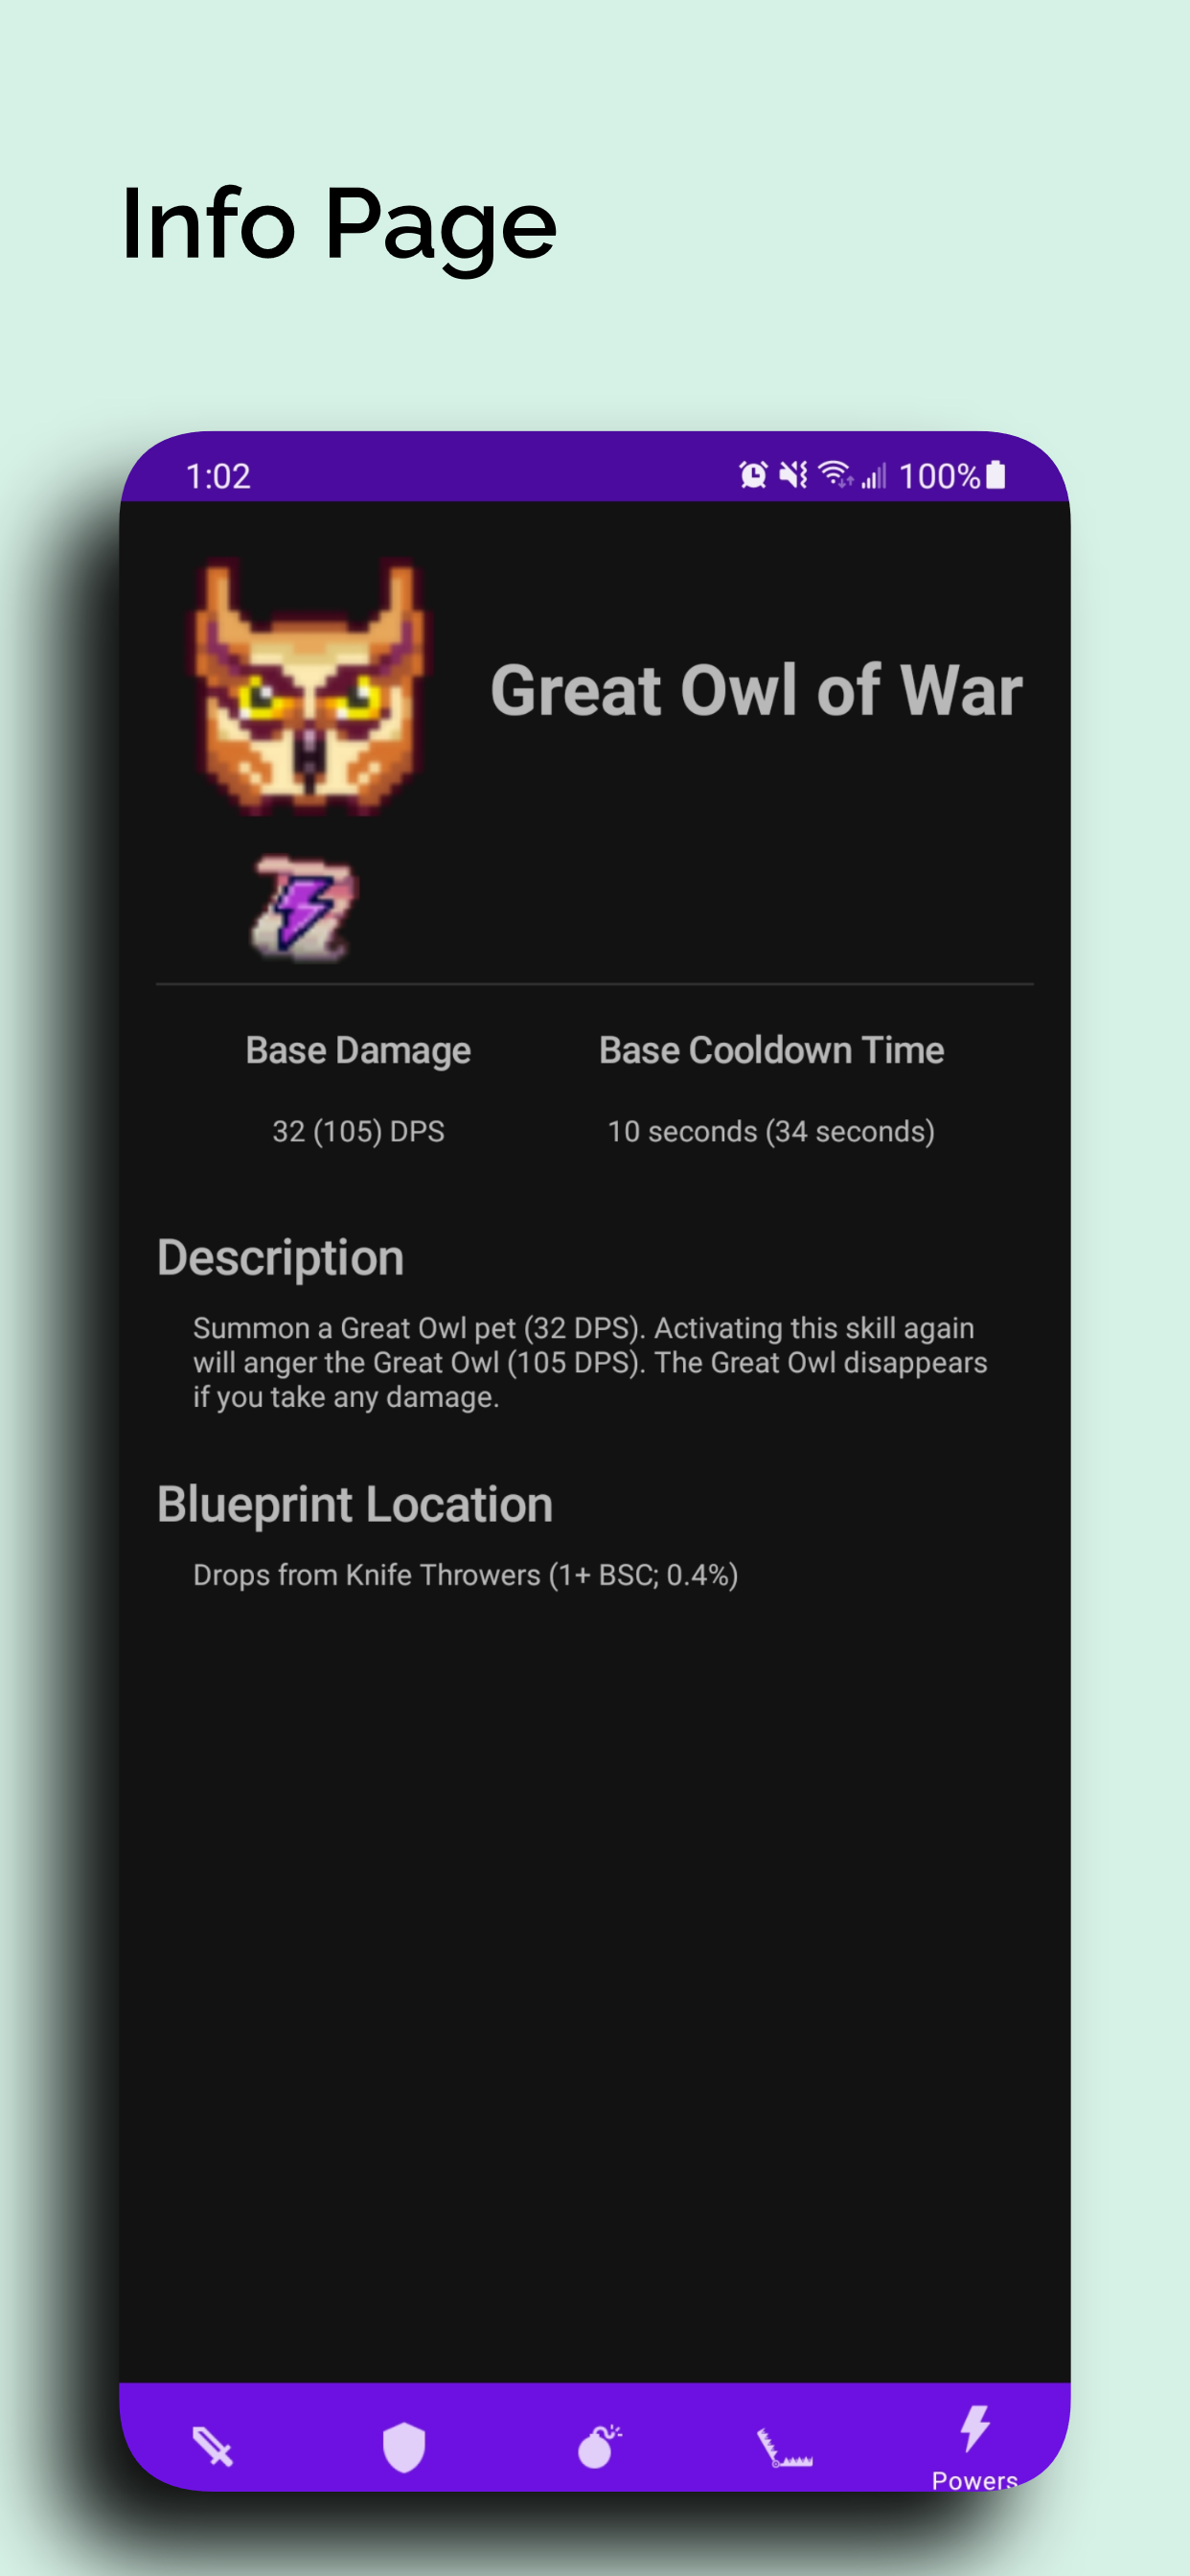 Info Page
1:02
100%
Great Owl of War
Base Damage
Base Cooldown Time
32 (105) DPS
10 seconds (34 seconds)
Description
Summon a Great Owl pet (32 DPS). Activating this skill again
will anger the Great Owl (105 DPS). The Great Owl disappears
if you take any damage.
Blueprint Location
Drops from Knife Throwers (1+ BSC; 0.4%)
Powers